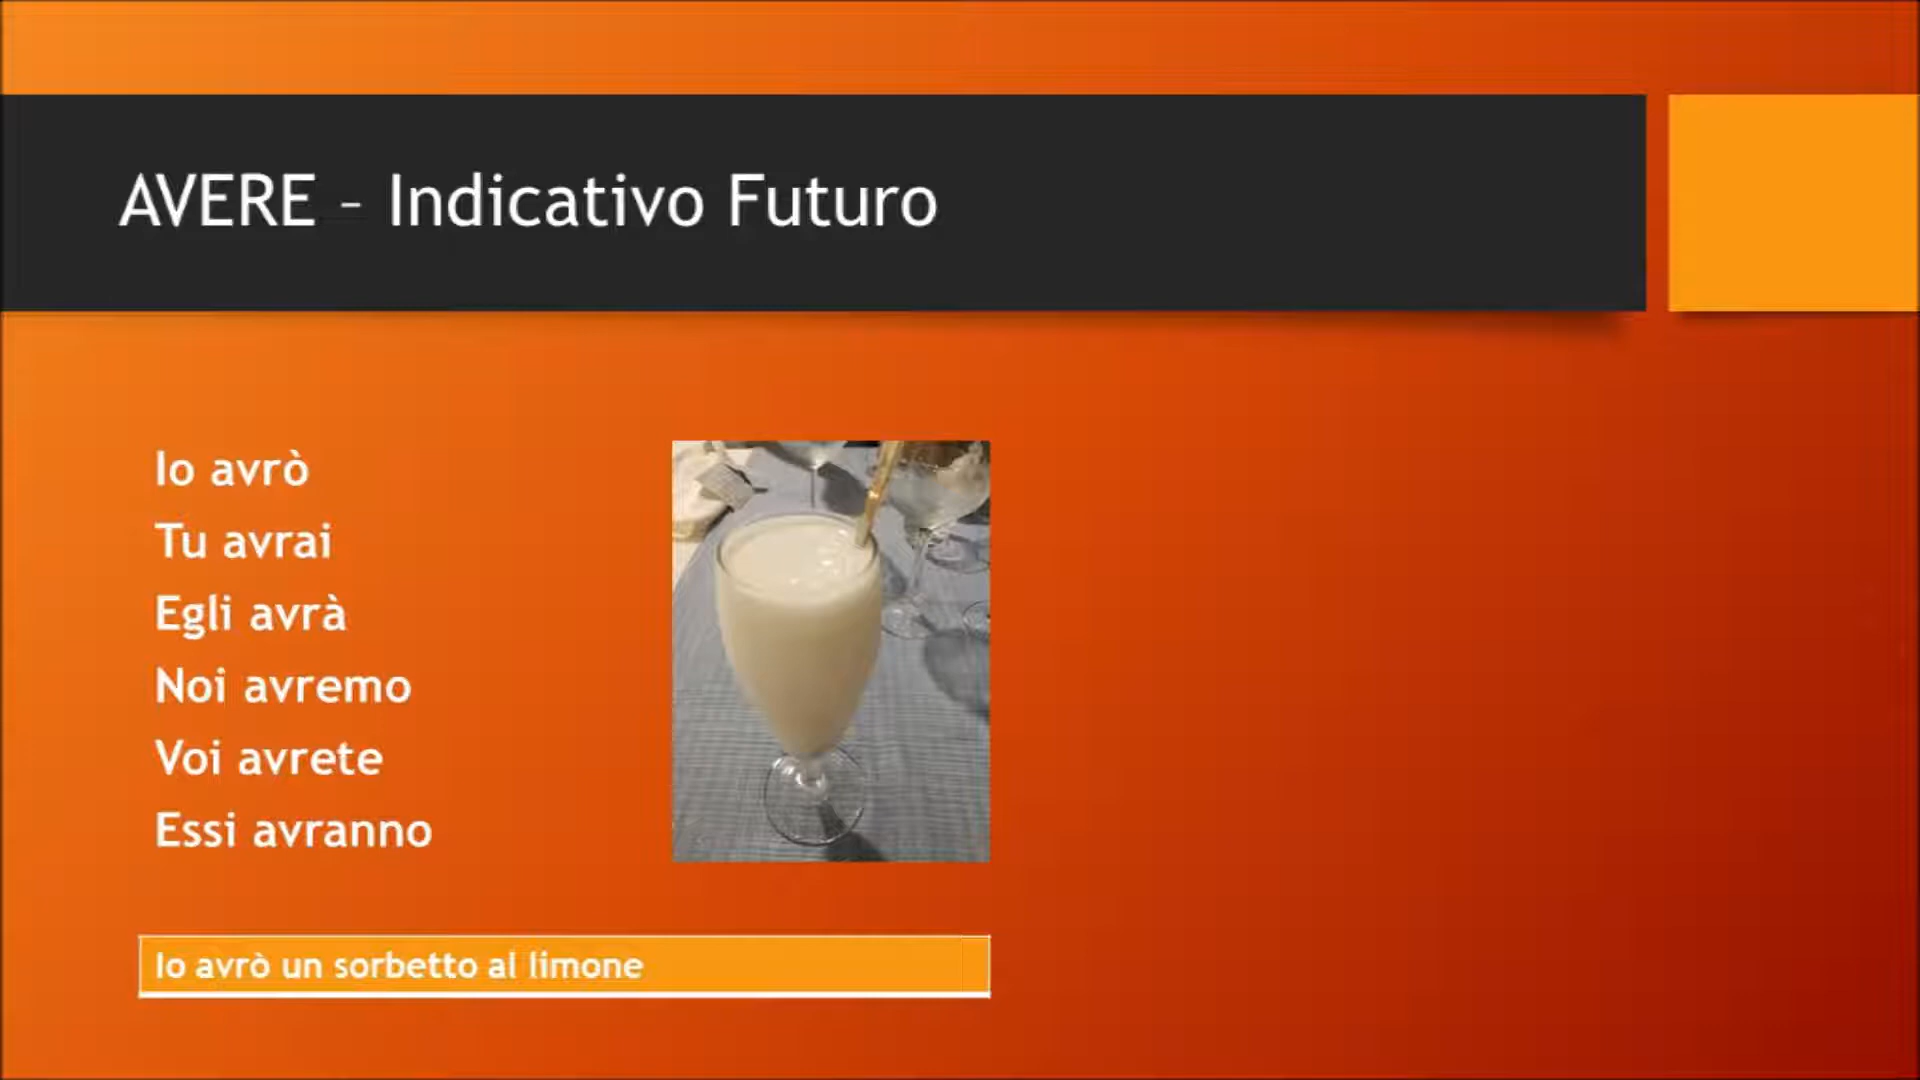 AVERE – Indicativo Futuro
Io avrò
Tu avrai
Egli avrà
Noi avremo
Voi avrete
Essi avranno
Io avrò un sorbetto al limone